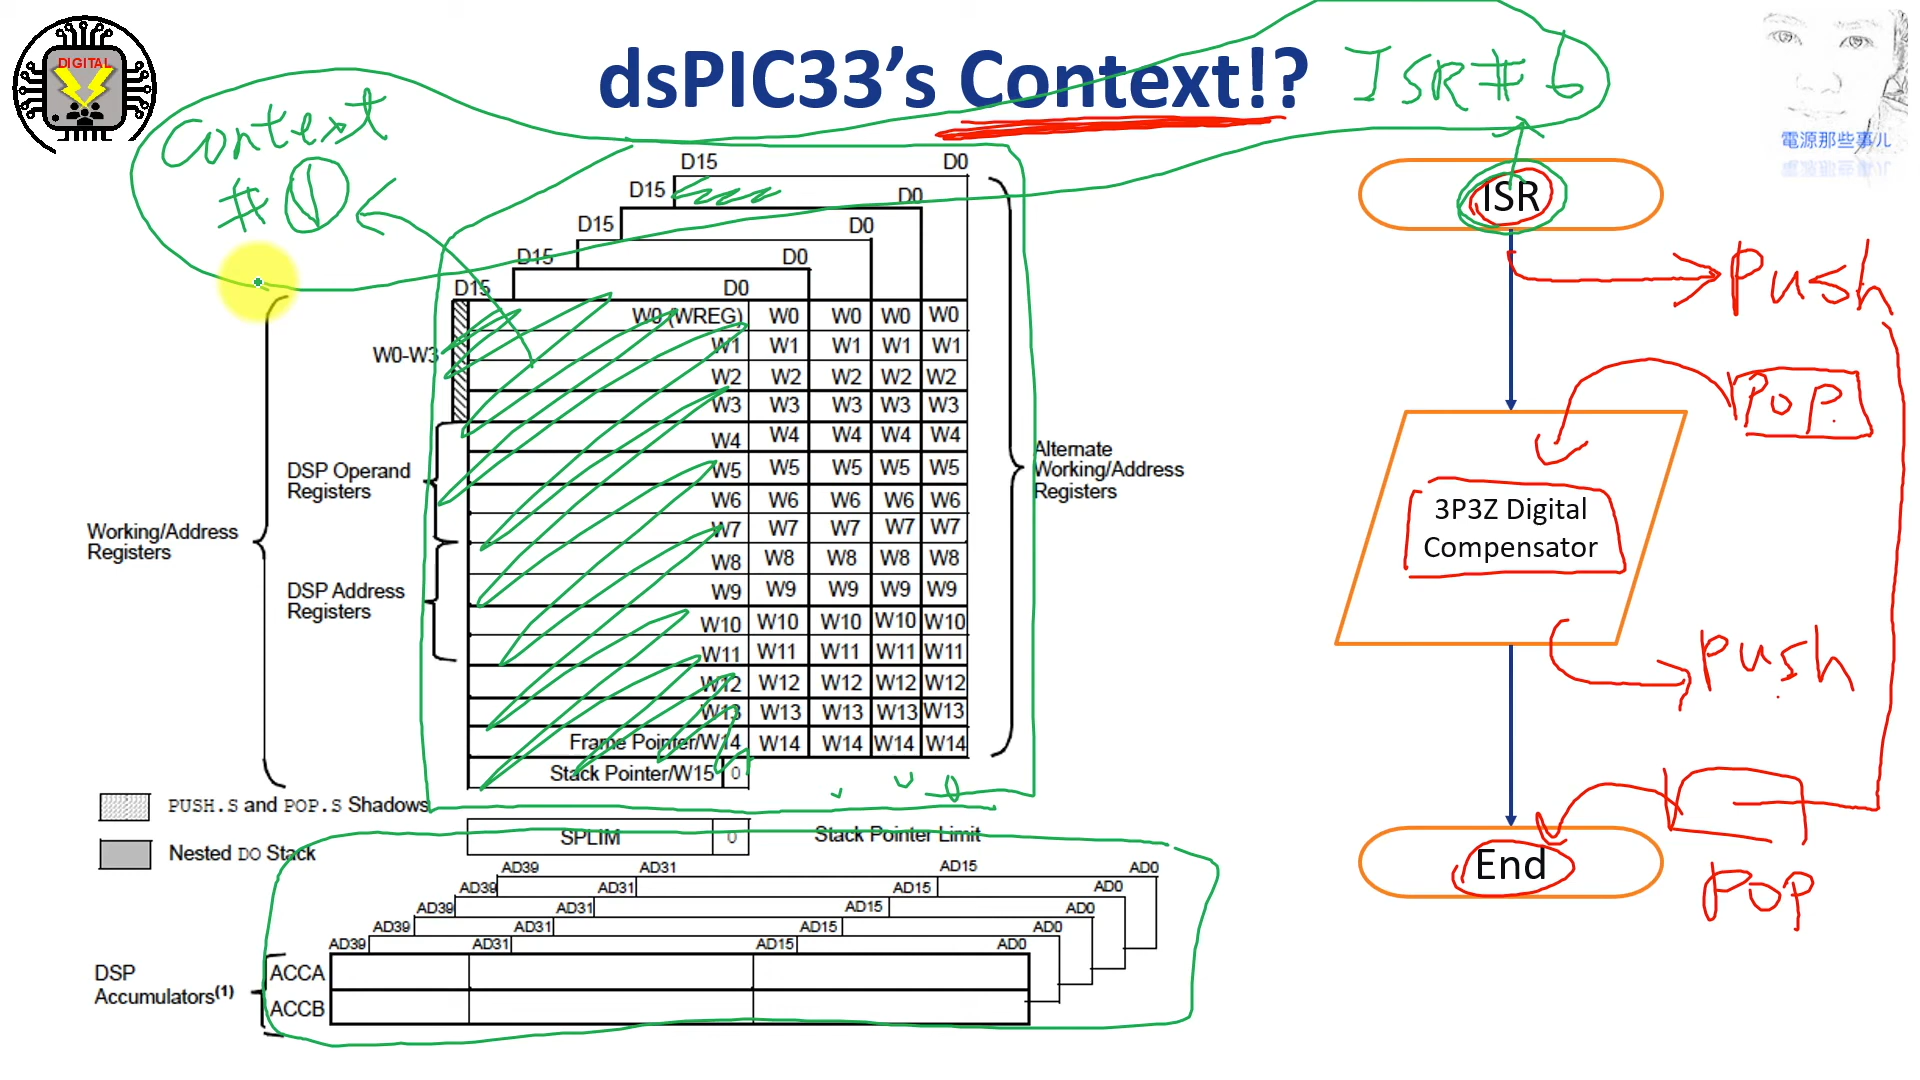 DIGITAL
dsPIC33's Context!?
ISR#6
電源那些事儿
Context
#1
D15 D0
D15 D0
D15 D0
D15 D0
D15 D0
W0-W3
W0 (WREG) W0 W0 W0 W0
W1 W1 W1 W1 W1
W2 W2 W2 W2 W2
W3 W3 W3 W3 W3
W4 W4 W4 W4 W4
W5 W5 W5 W5 W5
W6 W6 W6 W6 W6
W7 W7 W7 W7 W7
W8 W8 W8 W8 W8
W9 W9 W9 W9 W9
W10 W10 W10 W10 W10
W11 W11 W11 W11 W11
W12 W12 W12 W12 W12
W13 W13 W13 W13 W13
Frame Pointer/W14 W14 W14 W14 W14
Stack Pointer/W15 0
Working/Address
Registers
DSP Operand
Registers
DSP Address
Registers
Alternate
Working/Address
Registers
PUSH.S and POP.S Shadows
Nested DO Stack
SPLIM 0 Stack Pointer Limit
AD39 AD31 AD15 AD0
AD39 AD31 AD15 AD0
AD39 AD31 AD15 AD0
AD39 AD31 AD15 AD0
AD39 AD31 AD15 AD0
DSP
Accumulators(1)
ACCA
ACCB
ISR
Push
POP
3P3Z Digital
Compensator
Push
End
POP